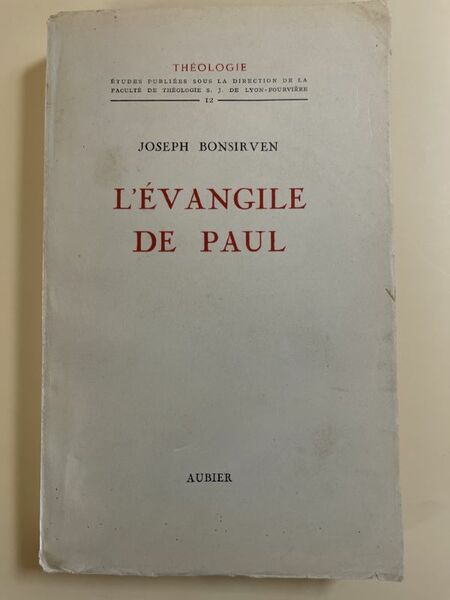 THÉOLOGIE
ÉTUDES PUBLIÉES SOUS LA DIRECTION DE LA
FACULTÉ DE THÉOLOGIE S. J. DE LYON-FOURVIÈRE
12
JOSEPH BONSIRVEN
L'ÉVANGILE
DE PAUL
AUBIER